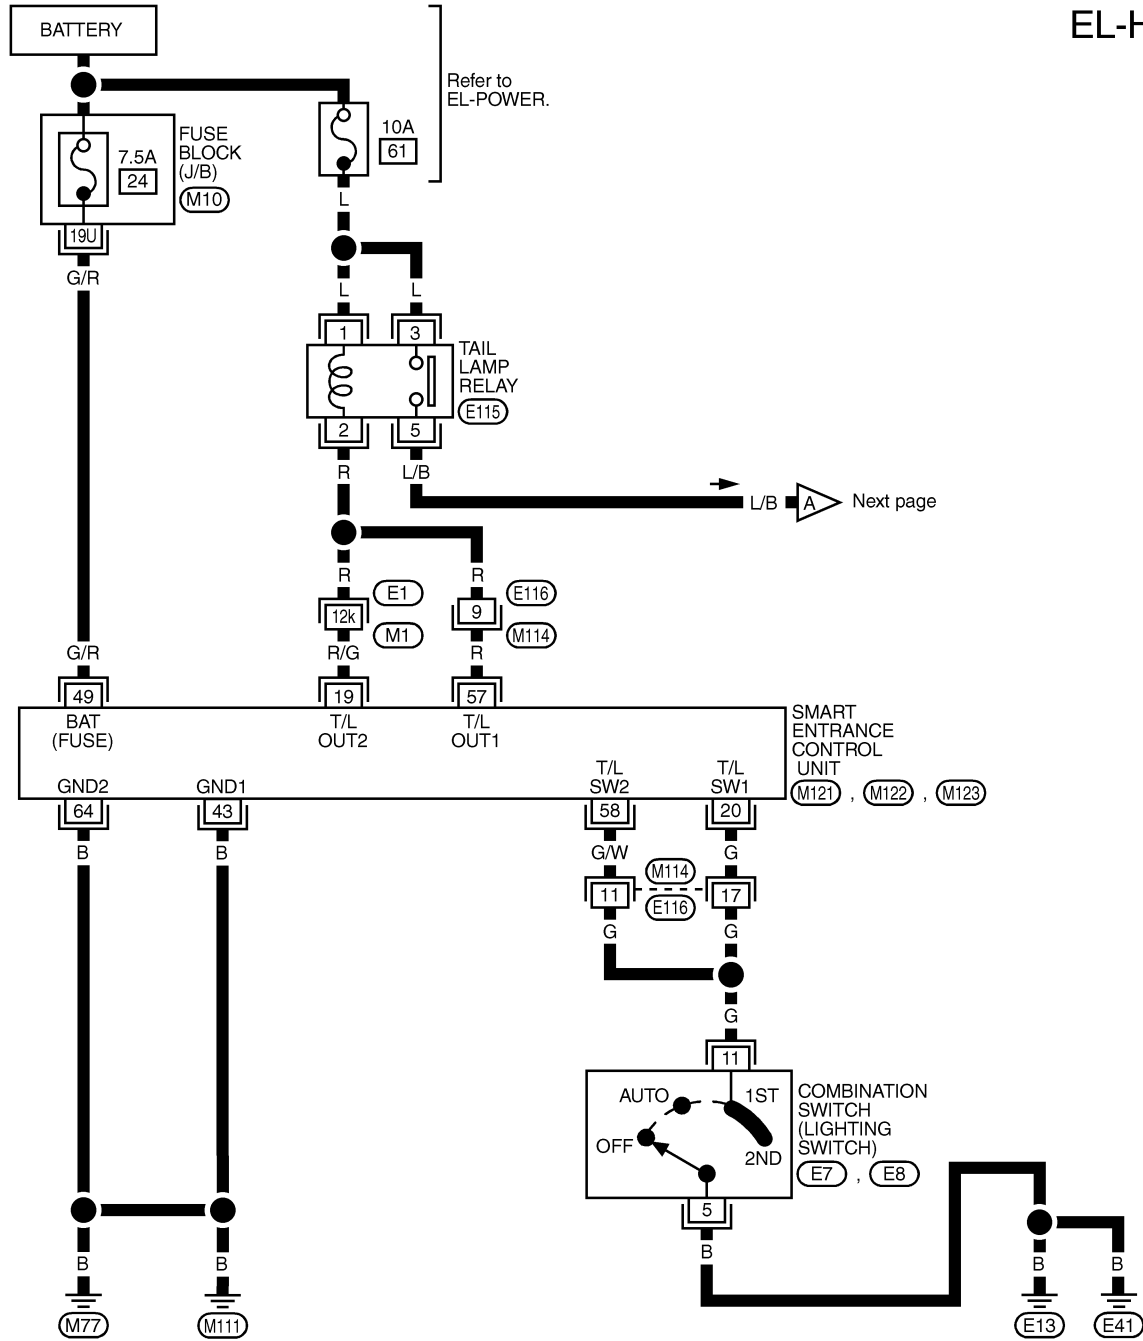 EL-H
BATTERY
Refer to
EL-POWER.
FUSE
BLOCK
(J/B)
M10
7.5A
24
10A
61
19U
G/R
L
L
L
1
3
TAIL
LAMP
RELAY
E115
2
5
R
L/B
L/B
A
Next page
R
R
E1
E116
12k
9
M1
M114
G/R
R/G
R
49
19
57
BAT
(FUSE)
T/L
OUT2
T/L
OUT1
SMART
ENTRANCE
CONTROL
UNIT
M121 , M122 , M123
GND2
GND1
T/L
SW2
T/L
SW1
64
43
58
20
B
B
G/W
G
M114
11
17
E116
G
G
G
11
AUTO
1ST
OFF
2ND
COMBINATION
SWITCH
(LIGHTING
SWITCH)
E7 , E8
5
B
B
B
B
B
M77
M111
E13
E41